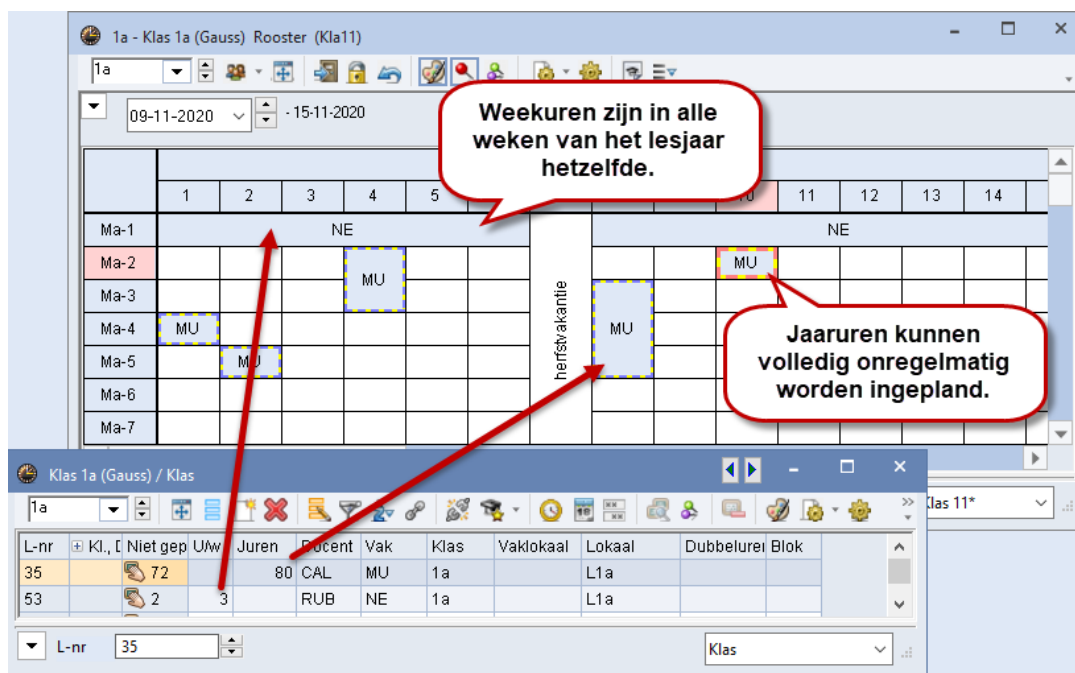 1a - Klas 1a (Gauss) Rooster (Kla11)
1a
09-11-2020 - 15-11-2020
Weekuren zijn in alle
weken van het lesjaar
hetzelfde.
1 2 3 4 5 10 11 12 13 14
Ma-1 NE NE
Ma-2 MU
Ma-3 MU
Ma-4 MU MU
Ma-5 MU
Ma-6
Ma-7
herfstvakantie
Jaaruren kunnen
volledig onregelmatig
worden ingepland.
Klas 1a (Gauss) / Klas
1a
Klas 11*
L-nr Kl., D Niet gep U/w Juren Docent Vak Klas Vaklokaal Lokaal Dubbeluren Blok
35 72 80 CAL MU 1a L1a
53 2 3 RUB NE 1a L1a
L-nr 35 Klas